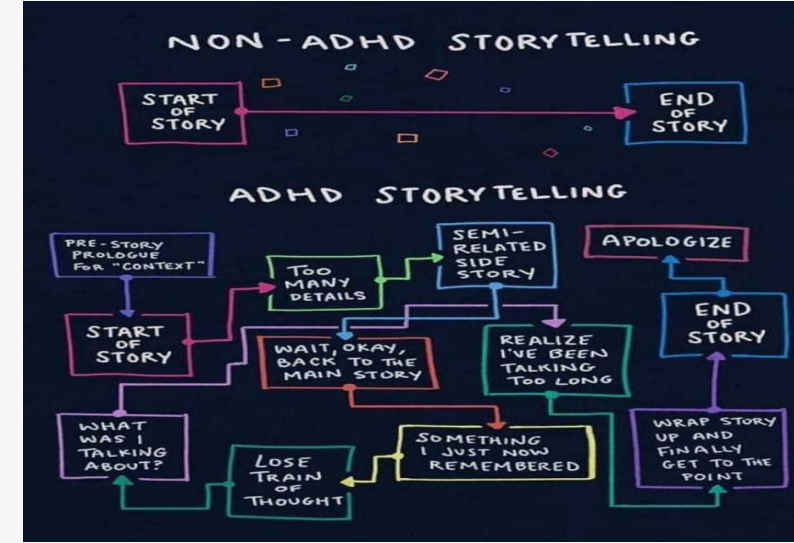 NON-ADHD STORYTELLING
START
OF
STORY
END
OF
STORY
ADHD STORYTELLING
PRE-STORY
PROLOGUE
FOR "CONTEXT"
START
OF
STORY
TOO
MANY
DETAILS
SEMI-
RELATED
SIDE
STORY
WAIT, OKAY,
BACK TO THE
MAIN STORY
SOMETHING
I JUST NOW
REMEMBERED
LOSE
TRAIN
OF
THOUGHT
WHAT
WAS I
TALKING
ABOUT?
REALIZE
I'VE BEEN
TALKING
TOO LONG
WRAP STORY
UP AND
FINALLY
GET TO THE
POINT
END
OF
STORY
APOLOGIZE